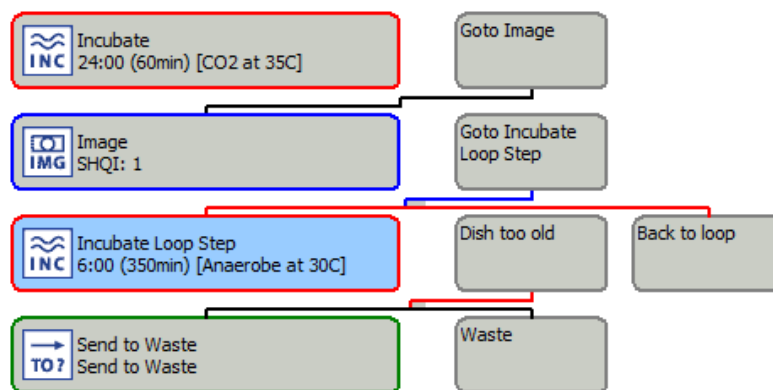 INC
Incubate
24:00 (60min) [CO2 at 35C]
Goto Image
IMG
Image
SHQI: 1
Goto Incubate
Loop Step
INC
Incubate Loop Step
6:00 (350min) [Anaerobe at 30C]
Dish too old
Back to loop
TO?
Send to Waste
Send to Waste
Waste